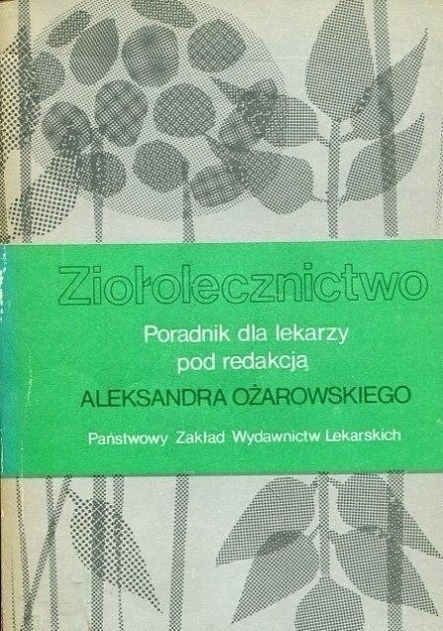 Ziołolecznictwo
Poradnik dla lekarzy
pod redakcją
ALEKSANDRA OŻAROWSKIEGO
Państwowy Zakład Wydawnictw Lekarskich